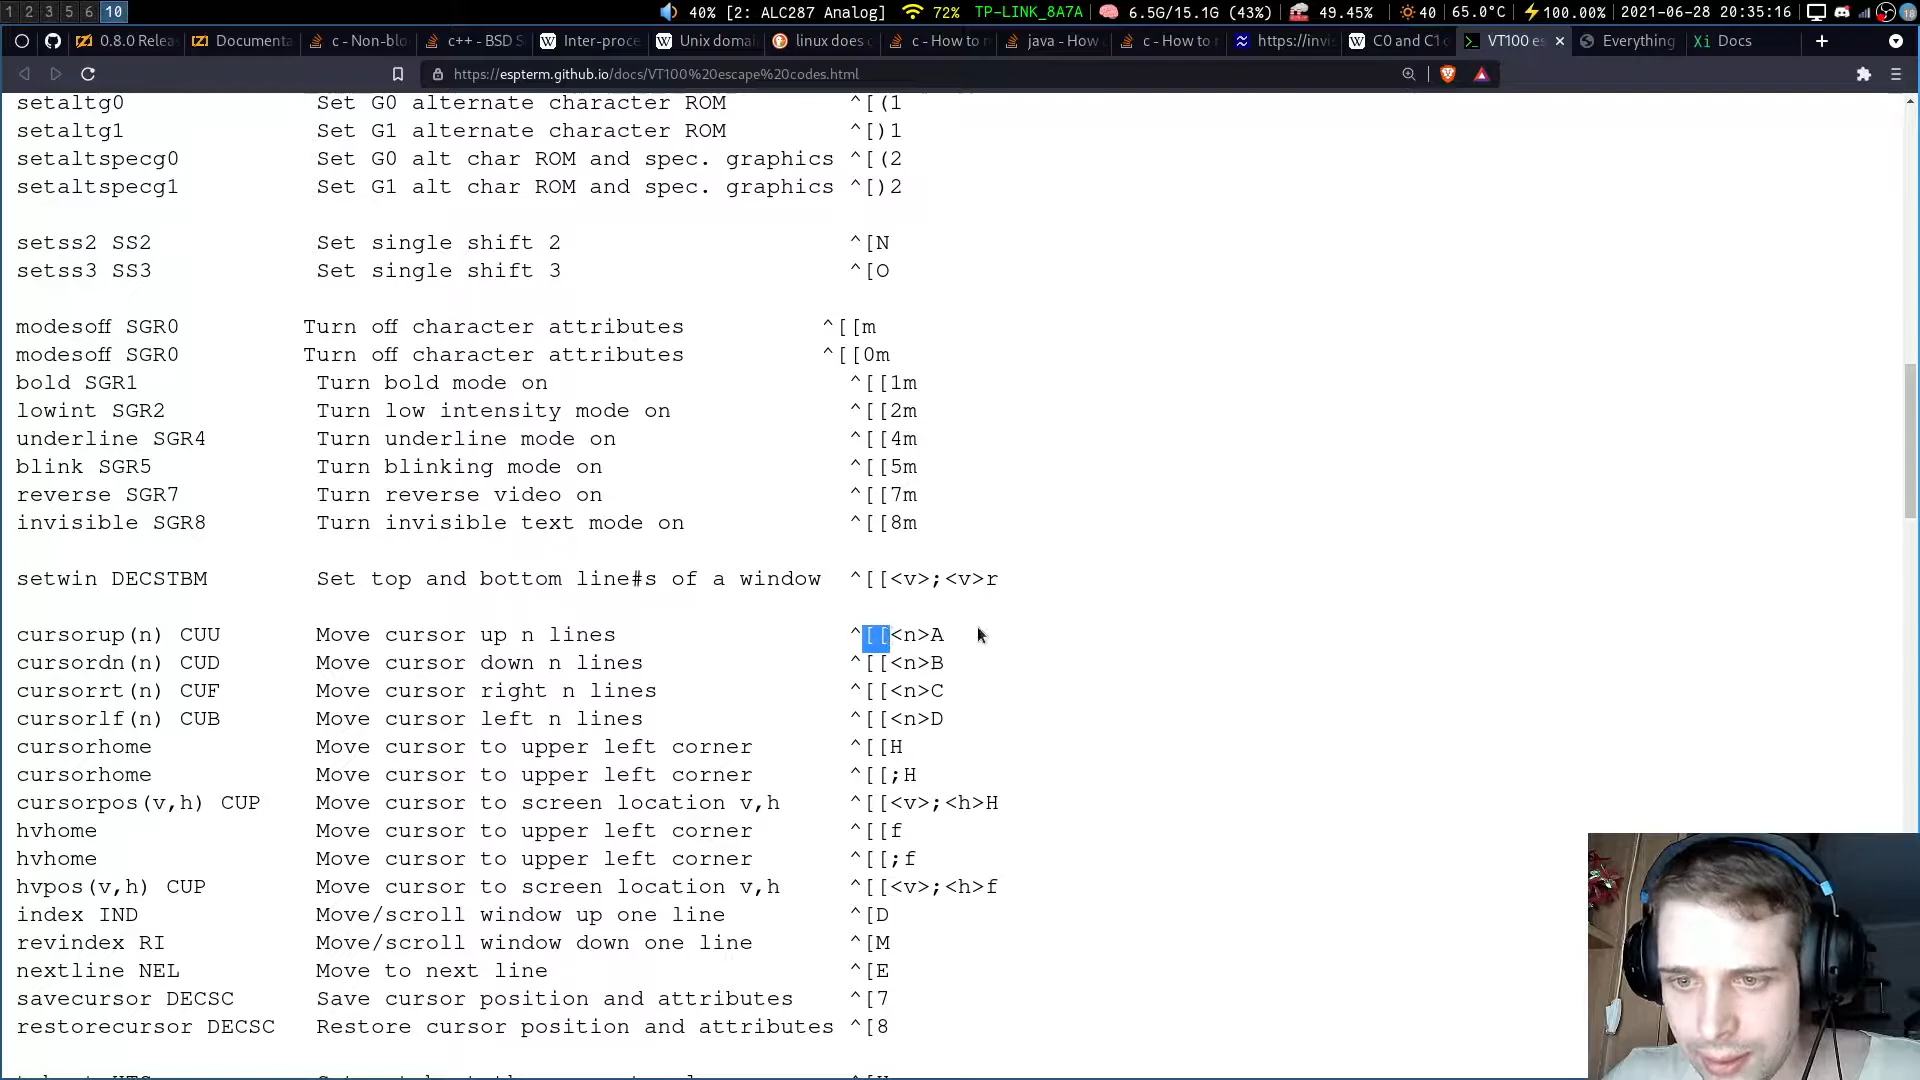 1 2 3 5 6 10 40% [2: ALC287 Analog] 72% TP-LINK_8A7A 6.5G/15.1G (43%) 49.45% 40 65.0°C 100.00% 2021-06-28 20:35:16 18
0.8.0 Relea Documenta c - Non-blo c++ - BSD S Inter-proce Unix domai linux does c - How to java - How c - How to https://invi C0 and C1 VT100 es Everything Docs
https://espterm.github.io/docs/VT100%20escape%20codes.html
setaltg0 Set G0 alternate character ROM ^[(1
setaltg1 Set G1 alternate character ROM ^[)1
setaltspecg0 Set G0 alt char ROM and spec. graphics ^[(2
setaltspecg1 Set G1 alt char ROM and spec. graphics ^[)2
setss2 SS2 Set single shift 2 ^[N
setss3 SS3 Set single shift 3 ^[O
modesoff SGR0 Turn off character attributes ^[[m
modesoff SGR0 Turn off character attributes ^[[0m
bold SGR1 Turn bold mode on ^[[1m
lowint SGR2 Turn low intensity mode on ^[[2m
underline SGR4 Turn underline mode on ^[[4m
blink SGR5 Turn blinking mode on ^[[5m
reverse SGR7 Turn reverse video on ^[[7m
invisible SGR8 Turn invisible text mode on ^[[8m
setwin DECSTBM Set top and bottom line#s of a window ^[[<v>;<v>r
cursorup(n) CUU Move cursor up n lines ^[[<n>A
cursordn(n) CUD Move cursor down n lines ^[[<n>B
cursorrt(n) CUF Move cursor right n lines ^[[<n>C
cursorlf(n) CUB Move cursor left n lines ^[[<n>D
cursorhome Move cursor to upper left corner ^[[H
cursorhome Move cursor to upper left corner ^[[;H
cursorpos(v,h) CUP Move cursor to screen location v,h ^[[<v>;<h>H
hvhome Move cursor to upper left corner ^[[f
hvhome Move cursor to upper left corner ^[[;f
hvpos(v,h) CUP Move cursor to screen location v,h ^[[<v>;<h>f
index IND Move/scroll window up one line ^[D
revindex RI Move/scroll window down one line ^[M
nextline NEL Move to next line ^[E
savecursor DECSC Save cursor position and attributes ^[7
restorecursor DECSC Restore cursor position and attributes ^[8